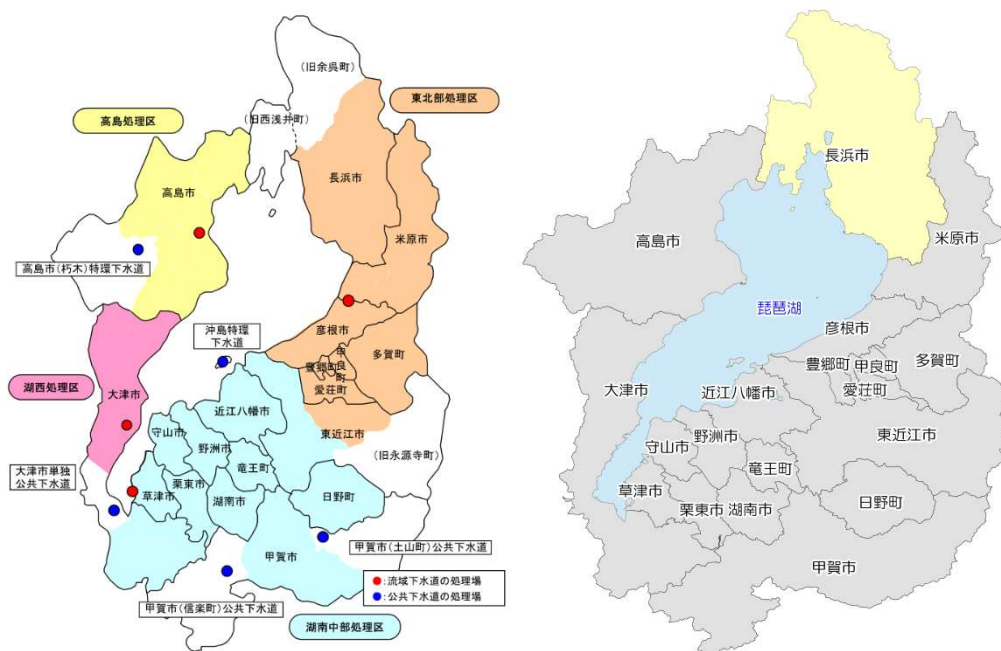 (旧余呉町)
東北部処理区
高島処理区
(旧西浅井町)
長浜市
高島市
米原市
高島市(朽木)特環下水道
沖島特環
下水道
彦根市
多賀町
豊郷町
甲良町
愛荘町
湖西処理区
大津市
近江八幡市
東近江市
守山市
野洲市
(旧永源寺町)
大津市単独
公共下水道
栗東市
竜王町
草津市
湖南市
日野町
甲賀市
甲賀市(土山町)公共下水道
●:流域下水道の処理場
●:公共下水道の処理場
甲賀市(信楽町)公共下水道
湖南中部処理区
長浜市
高島市
米原市
琵琶湖
彦根市
豊郷町
甲良町
多賀町
愛荘町
大津市
近江八幡市
東近江市
守山市
野洲市
竜王町
草津市
栗東市
湖南市
日野町
甲賀市